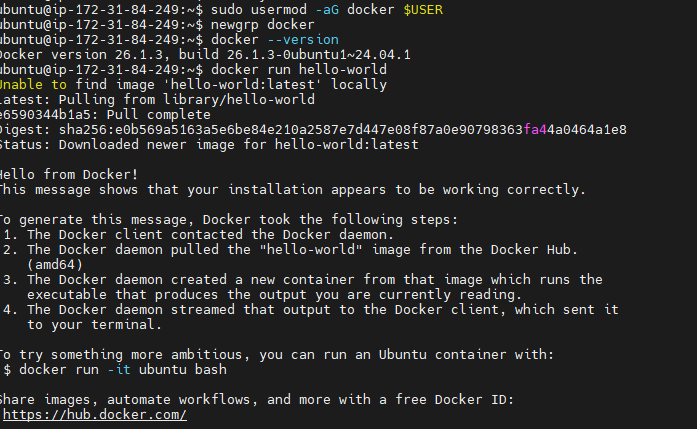 ubuntu@ip-172-31-84-249:~$ sudo usermod -aG docker $USER
ubuntu@ip-172-31-84-249:~$ newgrp docker
ubuntu@ip-172-31-84-249:~$ docker --version
Docker version 26.1.3, build 26.1.3-0ubuntu1~24.04.1
ubuntu@ip-172-31-84-249:~$ docker run hello-world
Unable to find image 'hello-world:latest' locally
latest: Pulling from library/hello-world
e6590344b1a5: Pull complete
Digest: sha256:e0b569a5163a5e6be84e210a2587e7d447e08f87a0e90798363fa44a0464a1e8
Status: Downloaded newer image for hello-world:latest

Hello from Docker!
This message shows that your installation appears to be working correctly.

To generate this message, Docker took the following steps:
 1. The Docker client contacted the Docker daemon.
 2. The Docker daemon pulled the "hello-world" image from the Docker Hub.
    (amd64)
 3. The Docker daemon created a new container from that image which runs the
    executable that produces the output you are currently reading.
 4. The Docker daemon streamed that output to the Docker client, which sent it
    to your terminal.

To try something more ambitious, you can run an Ubuntu container with:
 $ docker run -it ubuntu bash

Share images, automate workflows, and more with a free Docker ID:
 https://hub.docker.com/